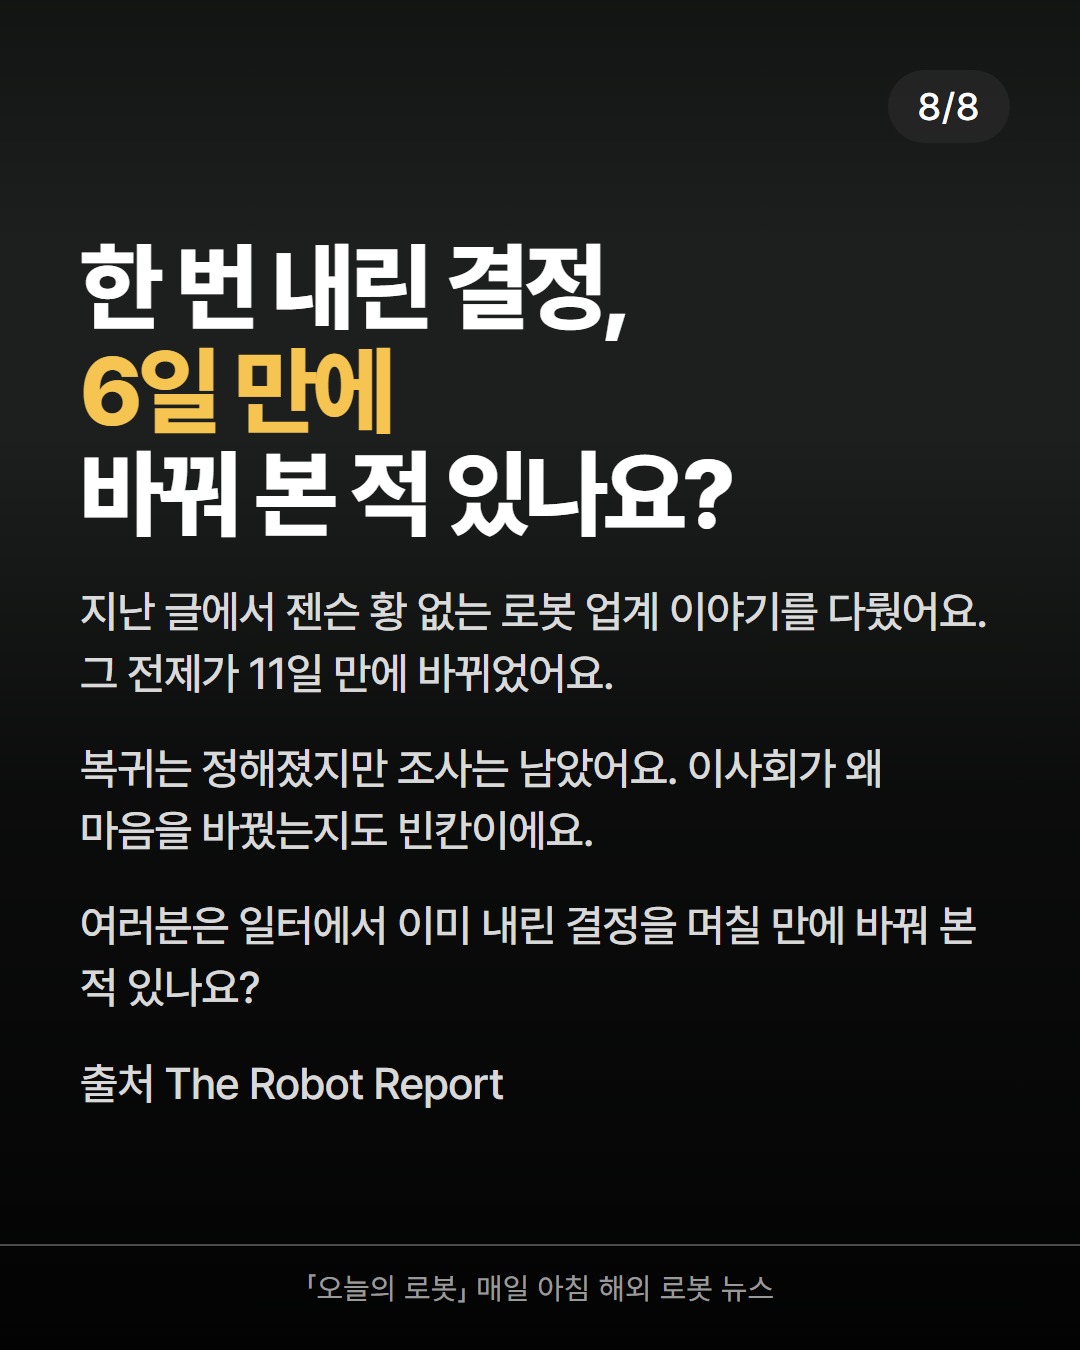 8/8
한 번 내린 결정,
6일 만에
바꿔 본 적 있나요?
지난 글에서 젠슨 황 없는 로봇 업계 이야기를 다뤘어요.
그 전제가 11일 만에 바뀌었어요.
복귀는 정해졌지만 조사는 남았어요. 이사회가 왜
마음을 바꿨는지도 빈칸이에요.
여러분은 일터에서 이미 내린 결정을 며칠 만에 바꿔 본
적 있나요?
출처 The Robot Report
「오늘의 로봇」 매일 아침 해외 로봇 뉴스